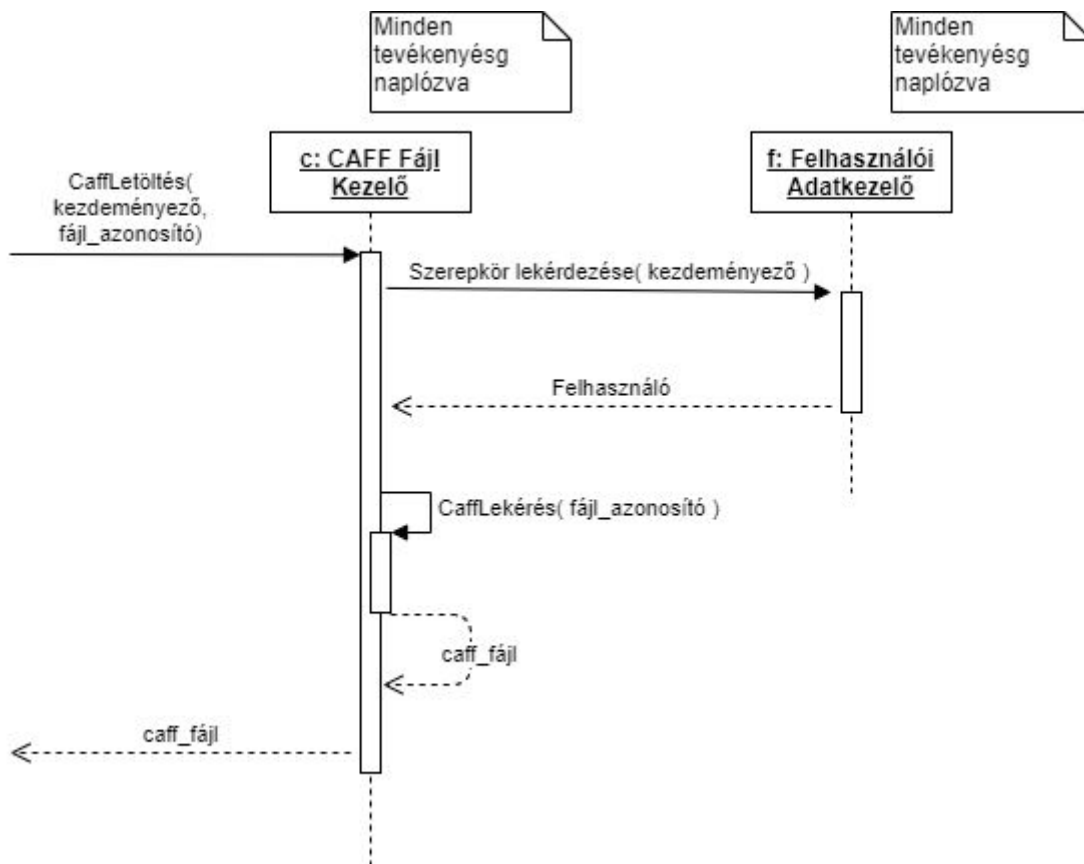 Minden
tevékenyésg
naplózva
Minden
tevékenyésg
naplózva
c: CAFF Fájl
Kezelő
f: Felhasználói
Adatkezelő
CaffLetöltés(
kezdeményező,
fájl_azonosító)
Szerepkör lekérdezése( kezdeményező )
Felhasználó
CaffLekérés( fájl_azonosító )
caff_fájl
caff_fájl